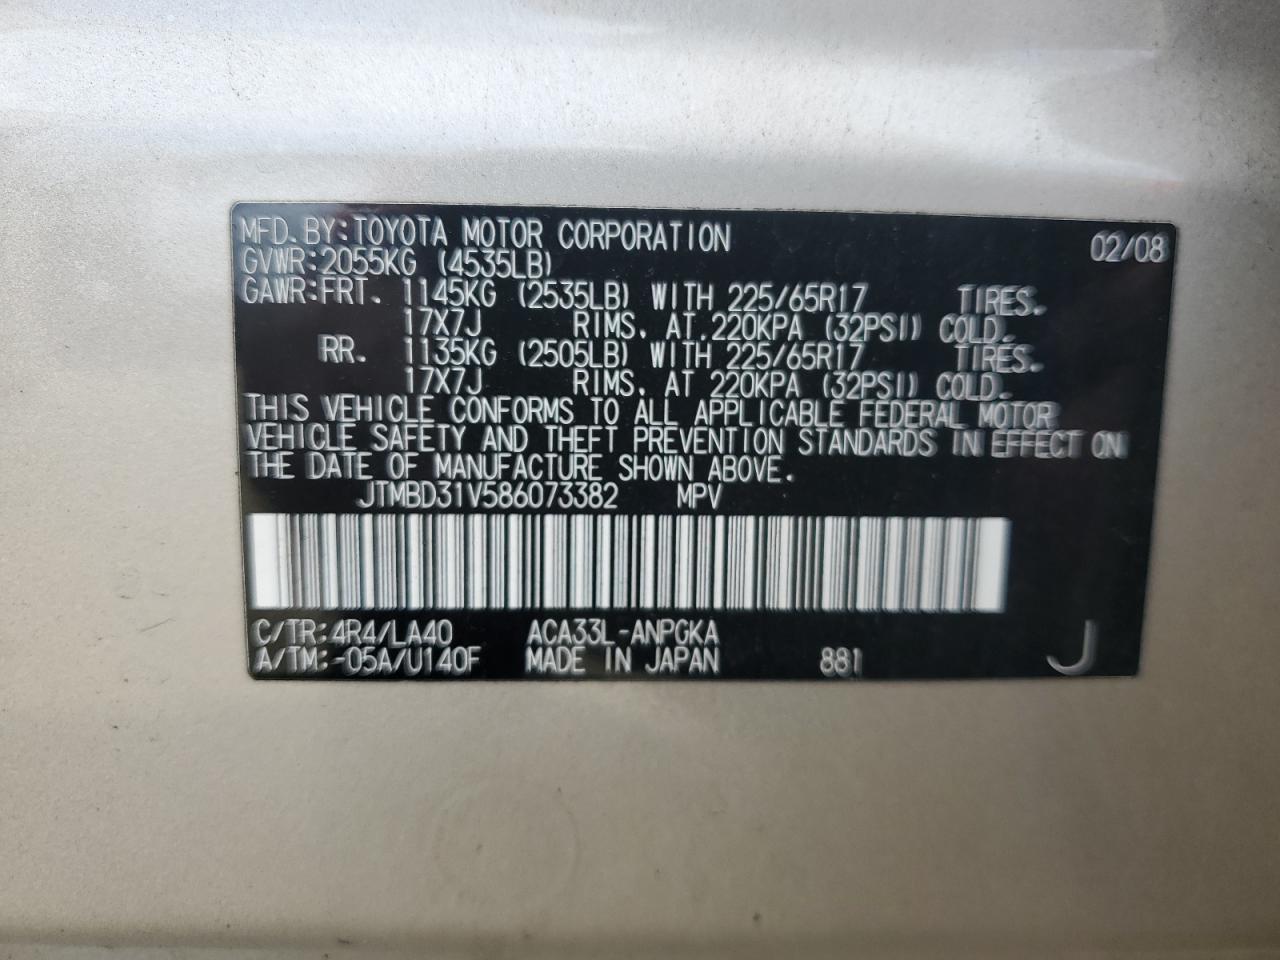 MFD. BY:TOYOTA MOTOR CORPORATION 02/08
GVWR:2055KG (4535LB)
GAWR:FRT. 1145KG (2535LB) WITH 225/65R17 TIRES.
17X7J RIMS. AT 220KPA (32PSI) COLD.
RR. 1135KG (2505LB) WITH 225/65R17 TIRES.
17X7J RIMS. AT 220KPA (32PSI) COLD.
THIS VEHICLE CONFORMS TO ALL APPLICABLE FEDERAL MOTOR
VEHICLE SAFETY AND THEFT PREVENTION STANDARDS IN EFFECT ON
THE DATE OF MANUFACTURE SHOWN ABOVE.
JTMBD31V586073382 MPV
C/TR:4R4/LA40 ACA33L-ANPGKA
A/TM:-05A/U140F MADE IN JAPAN 881 J